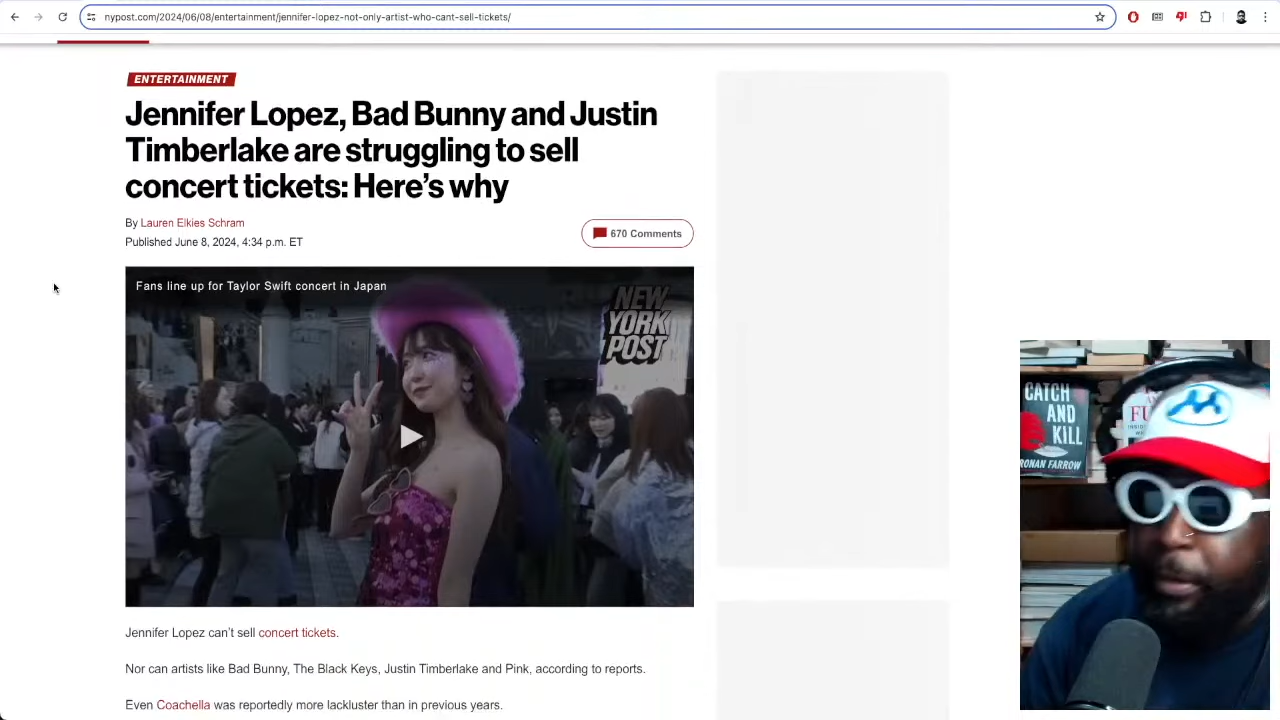 nypost.com/2024/06/08/entertainment/jennifer-lopez-not-only-artist-who-cant-sell-tickets/
ENTERTAINMENT
Jennifer Lopez, Bad Bunny and Justin
Timberlake are struggling to sell
concert tickets: Here's why
By Lauren Elkies Schram
Published June 8, 2024, 4:34 p.m. ET
670 Comments
Fans line up for Taylor Swift concert in Japan
NEW
YORK
POST
Jennifer Lopez can't sell concert tickets.
Nor can artists like Bad Bunny, The Black Keys, Justin Timberlake and Pink, according to reports.
Even Coachella was reportedly more lackluster than in previous years.
CATCH
AND
KILL
RONAN FARROW